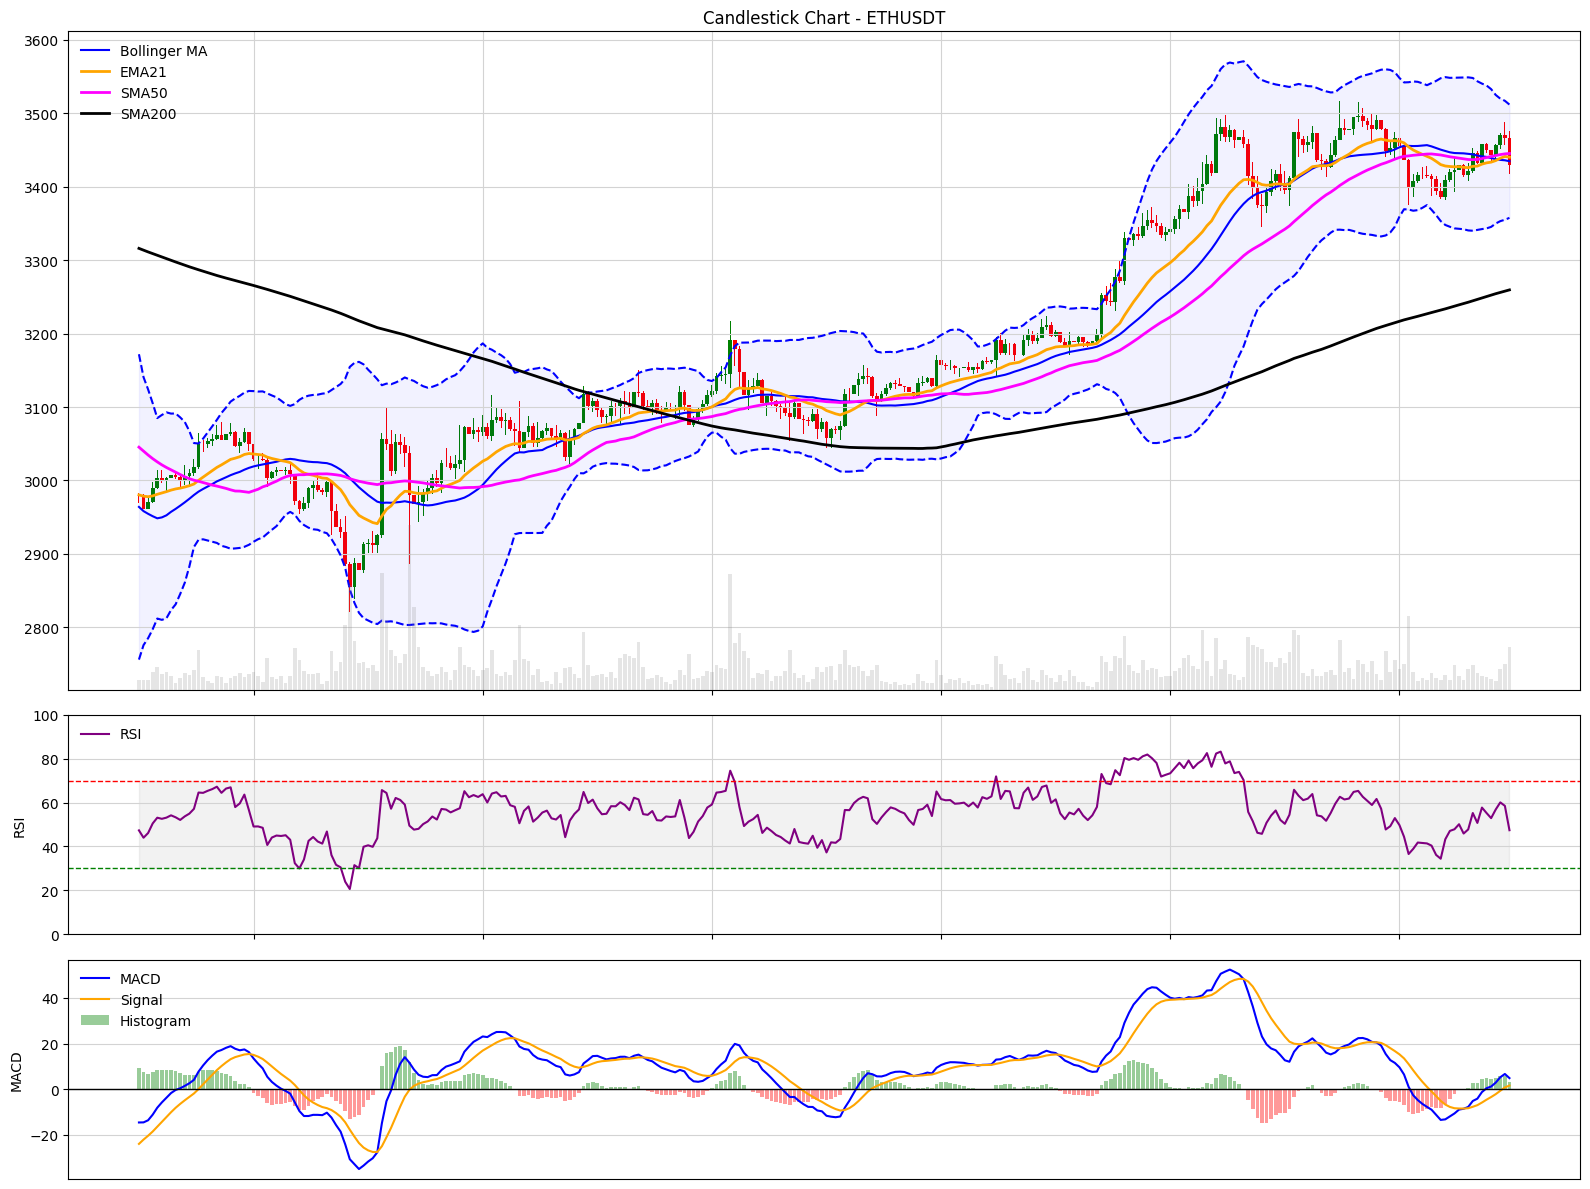 Candlestick Chart - ETHUSDT
3600
3500
3400
3300
3200
3100
3000
2900
2800
Bollinger MA
EMA21
SMA50
SMA200
100
80
60
40
20
0
RSI
RSI
40
20
0
−20
MACD
MACD
Signal
Histogram